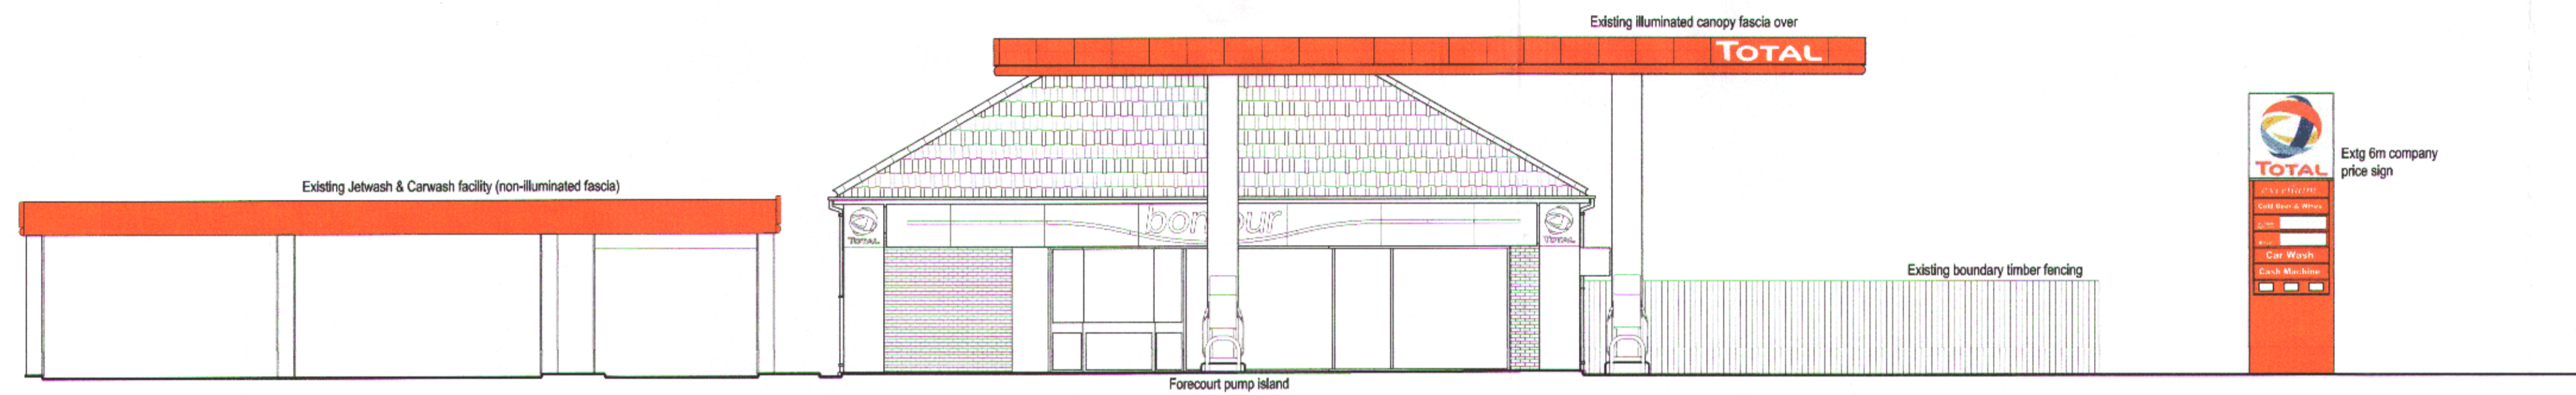 Existing illuminated canopy fascia over
TOTAL
Existing Jetwash & Carwash facility (non-illuminated fascia)
TOTAL
Extg 6m company
price sign
excellium
Cold Beer & Wines
TOTAL
TOTAL
Car Wash
Cash Machine
Existing boundary timber fencing
Forecourt pump island